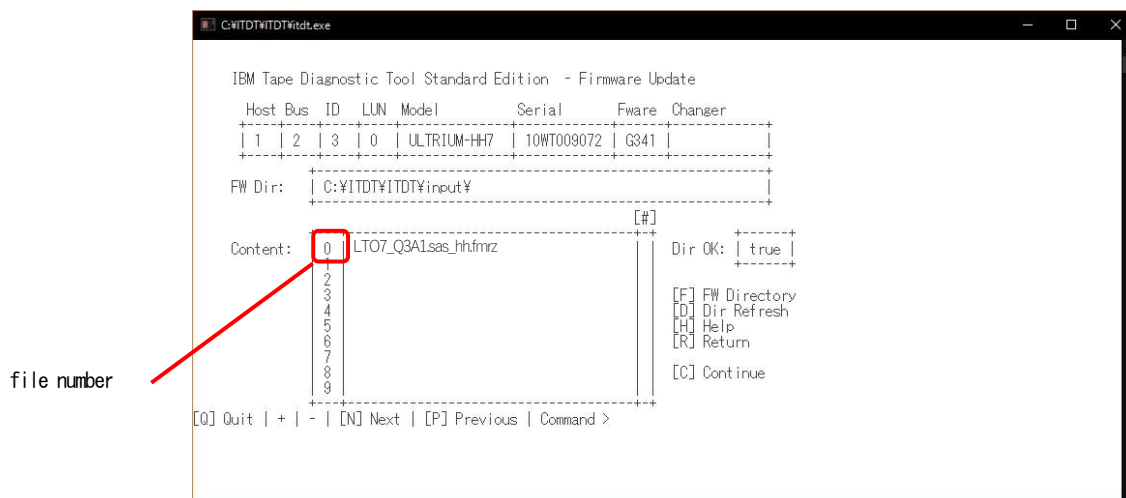 C:¥ITDT¥ITDT¥itdt.exe
IBM Tape Diagnostic Tool Standard Edition - Firmware Update
Host Bus ID LUN Model Serial Fware Changer
| 1 | 2 | 3 | 0 | ULTRIUM-HH7 | 10WT009072 | G341 | |
FW Dir: | C:¥ITDT¥ITDT¥input¥ |
[#]
Content: | 0 | LTO7_Q3A1.sas_hh.fmrz | | Dir OK: | true |
1
2
3 [F] FW Directory
4 [D] Dir Refresh
5 [H] Help
6 [R] Return
7
8 [C] Continue
9
file number
[Q] Quit | + | - | [N] Next | [P] Previous | Command >